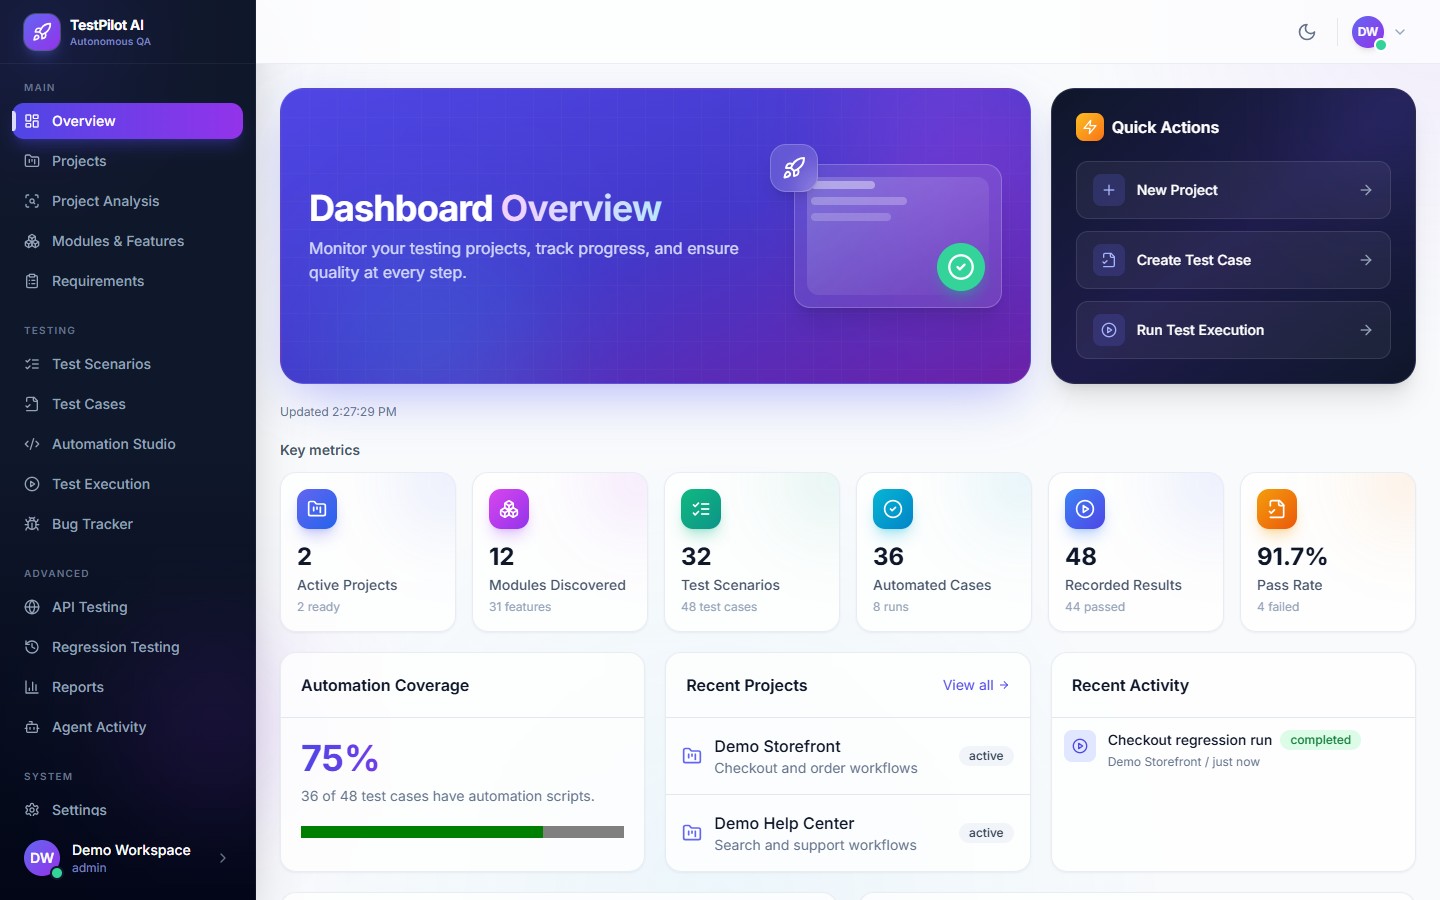 TestPilot AI
Autonomous QA
MAIN
Overview
Projects
Project Analysis
Modules & Features
Requirements
TESTING
Test Scenarios
Test Cases
Automation Studio
Test Execution
Bug Tracker
ADVANCED
API Testing
Regression Testing
Reports
Agent Activity
SYSTEM
Settings
DW
Demo Workspace
admin
DW
Dashboard Overview
Monitor your testing projects, track progress, and ensure
quality at every step.
Quick Actions
New Project
Create Test Case
Run Test Execution
Updated 2:27:29 PM
Key metrics
2
Active Projects
2 ready
12
Modules Discovered
31 features
32
Test Scenarios
48 test cases
36
Automated Cases
8 runs
48
Recorded Results
44 passed
91.7%
Pass Rate
4 failed
Automation Coverage
75%
36 of 48 test cases have automation scripts.
Recent Projects
View all
Demo Storefront
Checkout and order workflows
active
Demo Help Center
Search and support workflows
active
Recent Activity
Checkout regression run
completed
Demo Storefront / just now